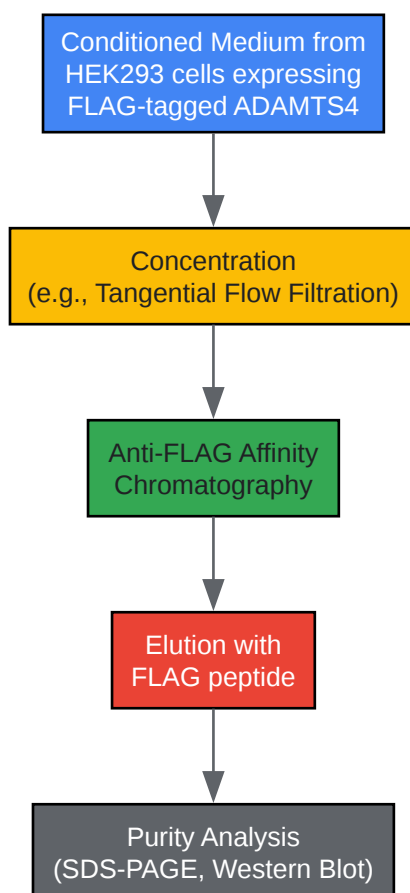 Conditioned Medium from
HEK293 cells expressing
FLAG-tagged ADAMTS4
Concentration
(e.g., Tangential Flow Filtration)
Anti-FLAG Affinity
Chromatography
Elution with
FLAG peptide
Purity Analysis
(SDS-PAGE, Western Blot)